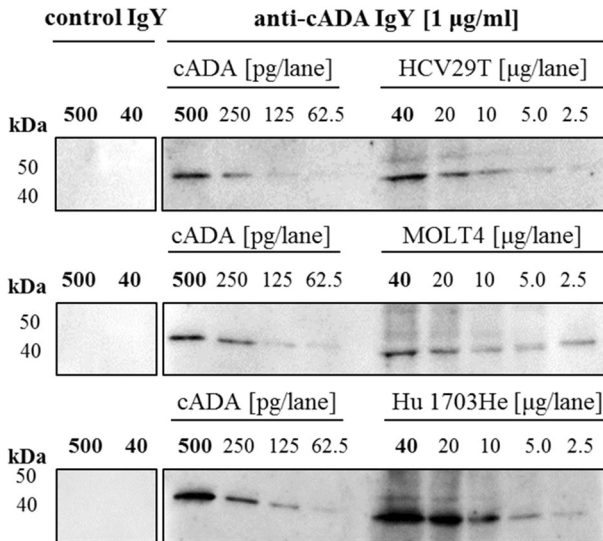 control IgY anti-cADA IgY [1 µg/ml]
cADA [pg/lane] HCV29T [µg/lane]
500 40 500 250 125 62.5 40 20 10 5.0 2.5
kDa
50
40
cADA [pg/lane] MOLT4 [µg/lane]
500 40 500 250 125 62.5 40 20 10 5.0 2.5
kDa
50
40
cADA [pg/lane] Hu 1703He [µg/lane]
500 40 500 250 125 62.5 40 20 10 5.0 2.5
kDa
50
40